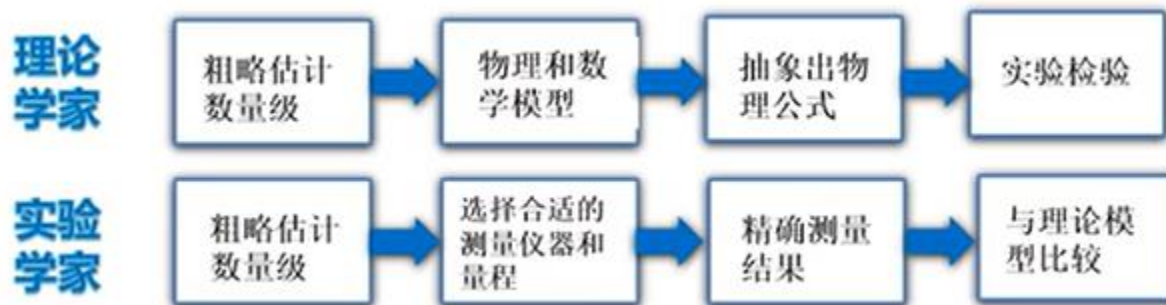 理论
学家
粗略估计
数量级
物理和数
学模型
抽象出物
理公式
实验检验
实验
学家
粗略估计
数量级
选择合适的
测量仪器和
量程
精确测量
结果
与理论模
型比较